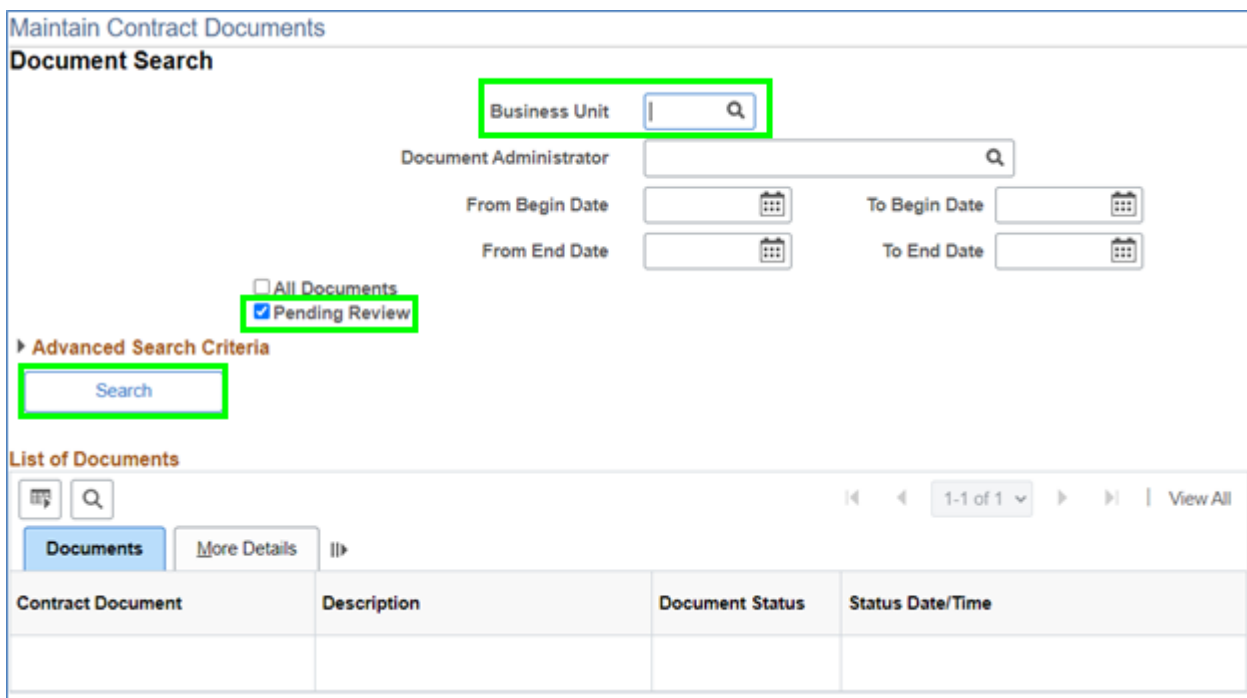 Maintain Contract Documents
Document Search
Business Unit
Document Administrator
From Begin Date To Begin Date
From End Date To End Date
All Documents
Pending Review
Advanced Search Criteria
Search
List of Documents
1-1 of 1 | View All
Documents More Details
Contract Document Description Document Status Status Date/Time